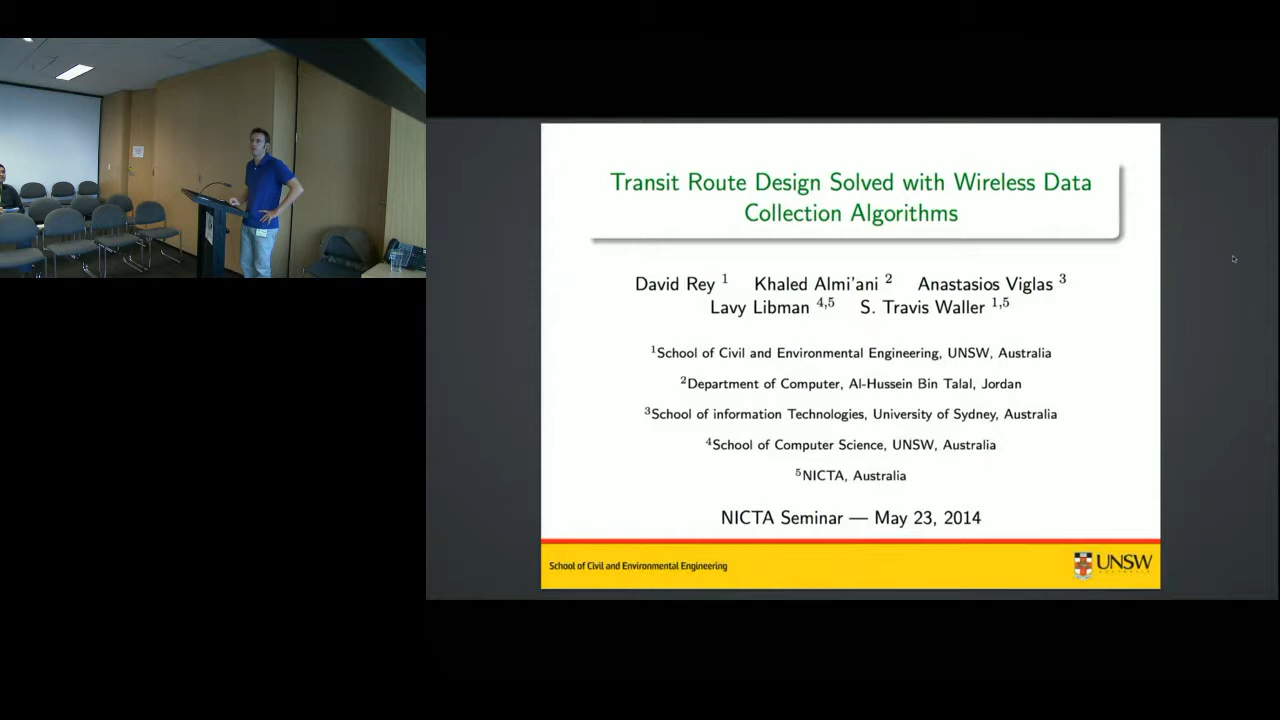 Transit Route Design Solved with Wireless Data
Collection Algorithms
David Rey 1 Khaled Almi'ani 2 Anastasios Viglas 3
Lavy Libman 4,5 S. Travis Waller 1,5
1School of Civil and Environmental Engineering, UNSW, Australia
2Department of Computer, Al-Hussein Bin Talal, Jordan
3School of information Technologies, University of Sydney, Australia
4School of Computer Science, UNSW, Australia
5NICTA, Australia
NICTA Seminar — May 23, 2014
School of Civil and Environmental Engineering
UNSW